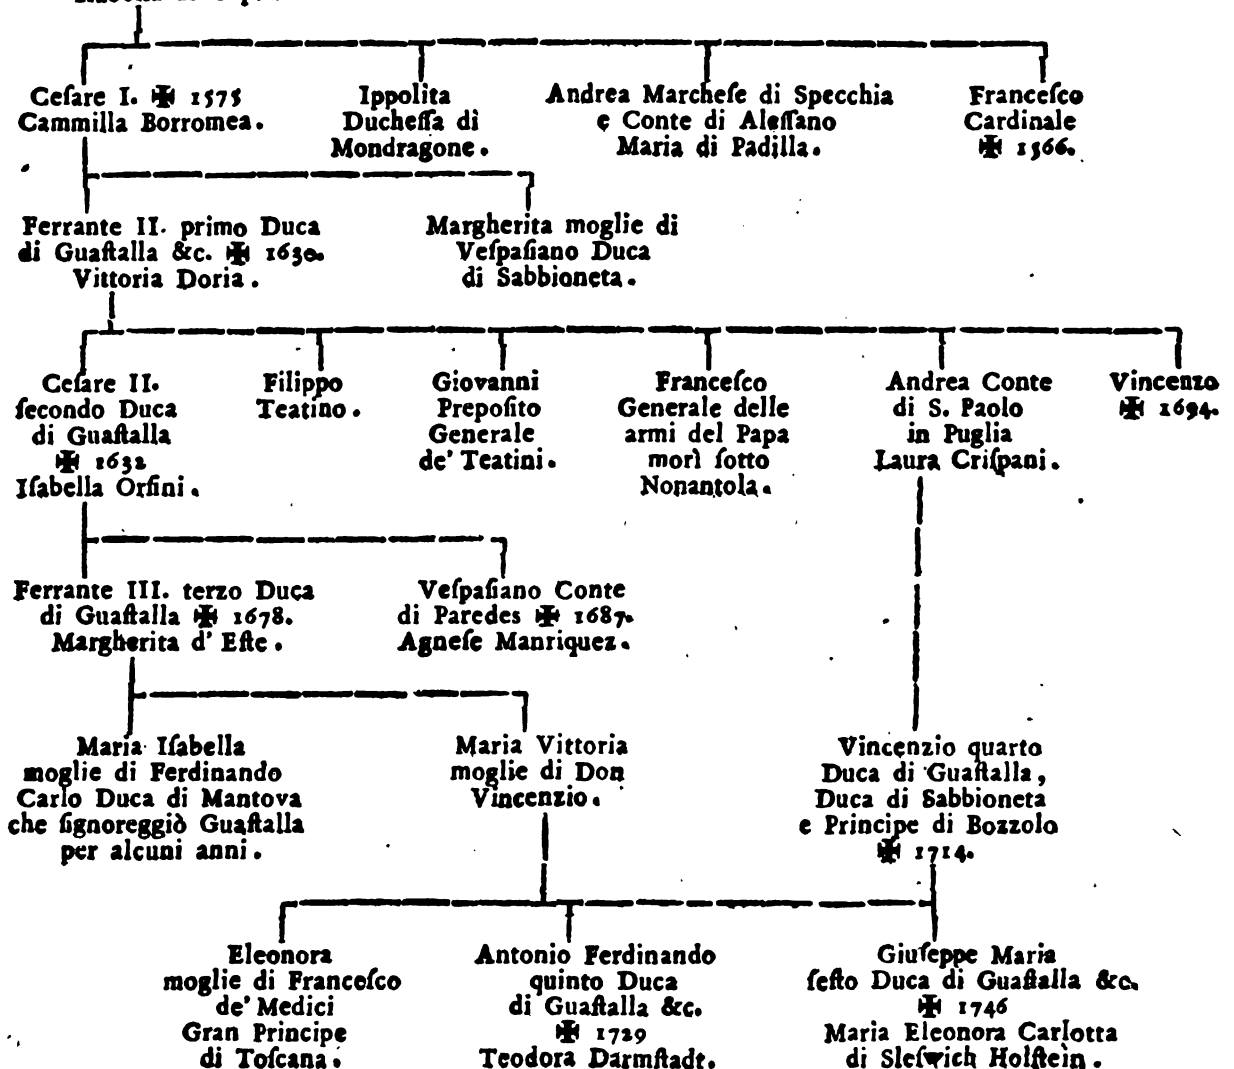 Ceſare I. ✠ 1575
Cammilla Borromea.
Ippolita
Ducheſſa di
Mondragone.
Andrea Marcheſe di Specchia
e Conte di Aleſſano
Maria di Padilla.
Franceſco
Cardinale
✠ 1566.
Ferrante II. primo Duca
di Guaſtalla &c. ✠ 1630.
Vittoria Doria.
Margherita moglie di
Veſpaſiano Duca
di Sabbioneta.
Ceſare II.
ſecondo Duca
di Guaſtalla
✠ 1632
Iſabella Orſini.
Filippo
Teatino.
Giovanni
Prepoſito
Generale
de' Teatini.
Franceſco
Generale delle
armi del Papa
morì ſotto
Nonantola.
Andrea Conte
di S. Paolo
in Puglia
Laura Criſpani.
Vincenzo
✠ 1694.
Ferrante III. terzo Duca
di Guaſtalla ✠ 1678.
Margherita d' Eſte.
Veſpaſiano Conte
di Paredes ✠ 1687.
Agneſe Manriquez.
Maria Iſabella
moglie di Ferdinando
Carlo Duca di Mantova
che ſignoreggiò Guaſtalla
per alcuni anni.
Maria Vittoria
moglie di Don
Vincenzio.
Vincenzio quarto
Duca di Guaſtalla,
Duca di Sabbioneta
e Principe di Bozzolo
✠ 1714.
Eleonora
moglie di Franceſco
de' Medici
Gran Principe
di Toſcana.
Antonio Ferdinando
quinto Duca
di Guaſtalla &c.
✠ 1729
Teodora Darmſtadt.
Giuſeppe Maria
ſeſto Duca di Guaſtalla &c.
✠ 1746
Maria Eleonora Carlotta
di Sleſwich Holſtein.